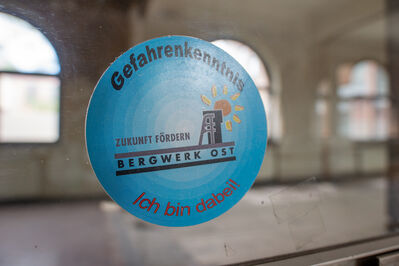 Gefahrenkenntnis
ZUKUNFT FÖRDERN
BERGWERK OST
Ich bin dabei!